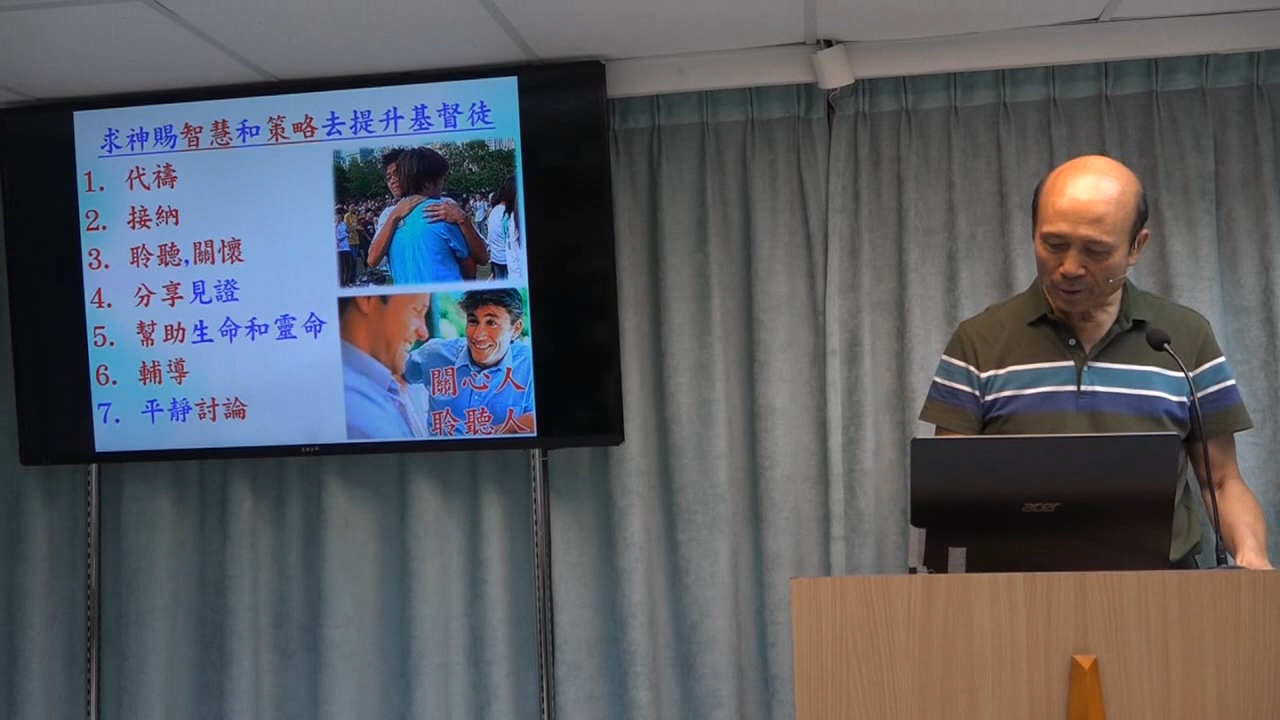 求神賜智慧和策略去提升基督徒
1. 代禱
2. 接納
3. 聆聽,關懷
4. 分享見證
5. 幫助生命和靈命
6. 輔導
7. 平靜討論
關心人
聆聽人
acer